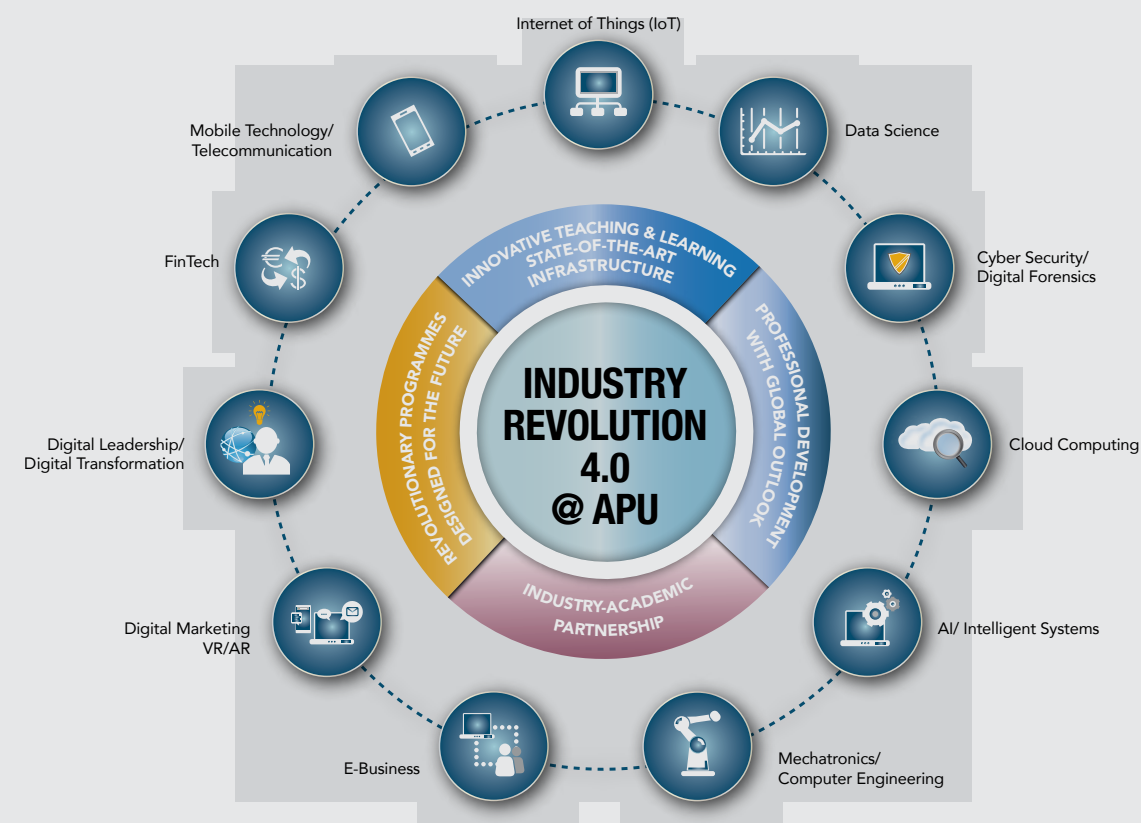 Internet of Things (IoT)
Data Science
Cyber Security/
Digital Forensics
Cloud Computing
AI/ Intelligent Systems
Mechatronics/
Computer Engineering
E-Business
Digital Marketing
VR/AR
Digital Leadership/
Digital Transformation
FinTech
Mobile Technology/
Telecommunication
INNOVATIVE TEACHING & LEARNING
STATE-OF-THE-ART
INFRASTRUCTURE
PROFESSIONAL DEVELOPMENT
WITH GLOBAL OUTLOOK
INDUSTRY-ACADEMIC
PARTNERSHIP
REVOLUTIONARY PROGRAMMES
DESIGNED FOR THE FUTURE
INDUSTRY
REVOLUTION
4.0
@ APU